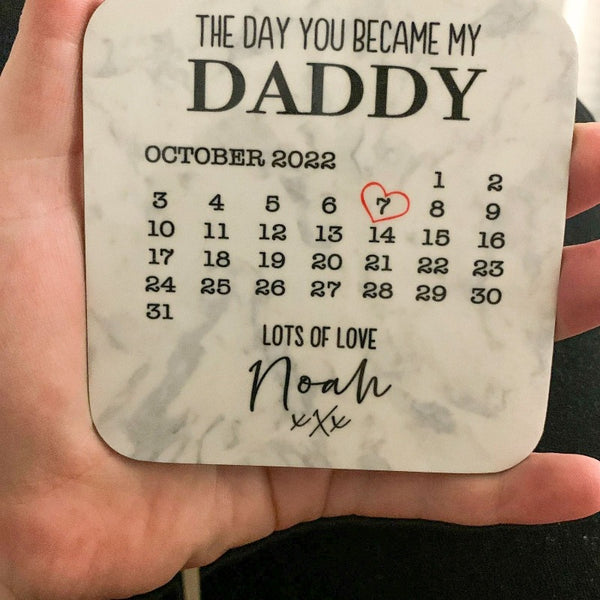 THE DAY YOU BECAME MY
DADDY
OCTOBER 2022
1 2
3 4 5 6 7 8 9
10 11 12 13 14 15 16
17 18 19 20 21 22 23
24 25 26 27 28 29 30
31
LOTS OF LOVE
Noah
xXx